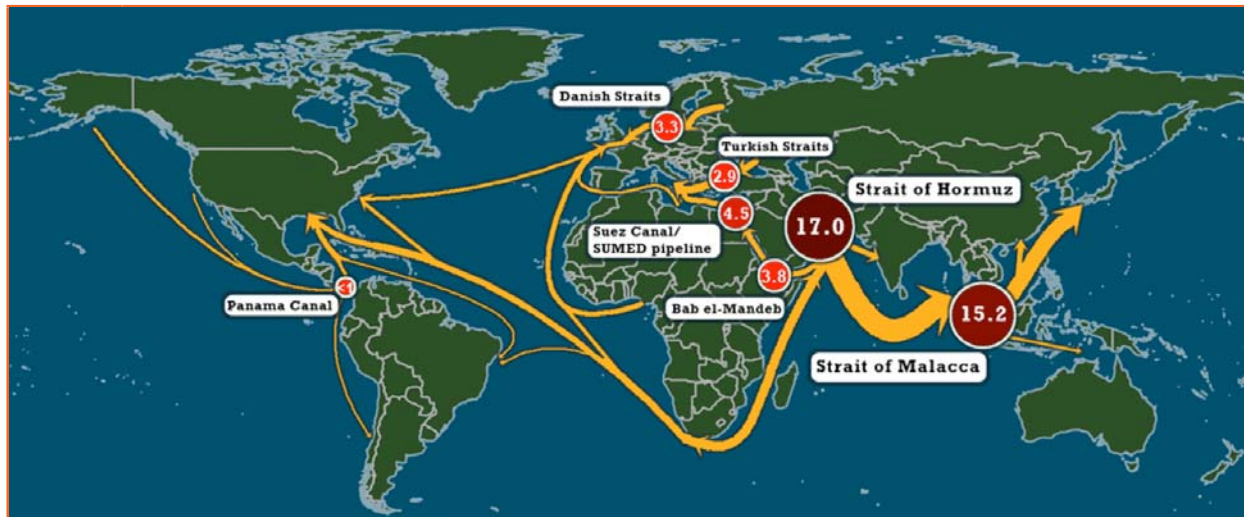 Danish Straits
3.3
Turkish Straits
2.9
Strait of Hormuz
17.0
4.5
Suez Canal/
SUMED pipeline
3.8
Bab el-Mandeb
<1
Panama Canal
15.2
Strait of Malacca